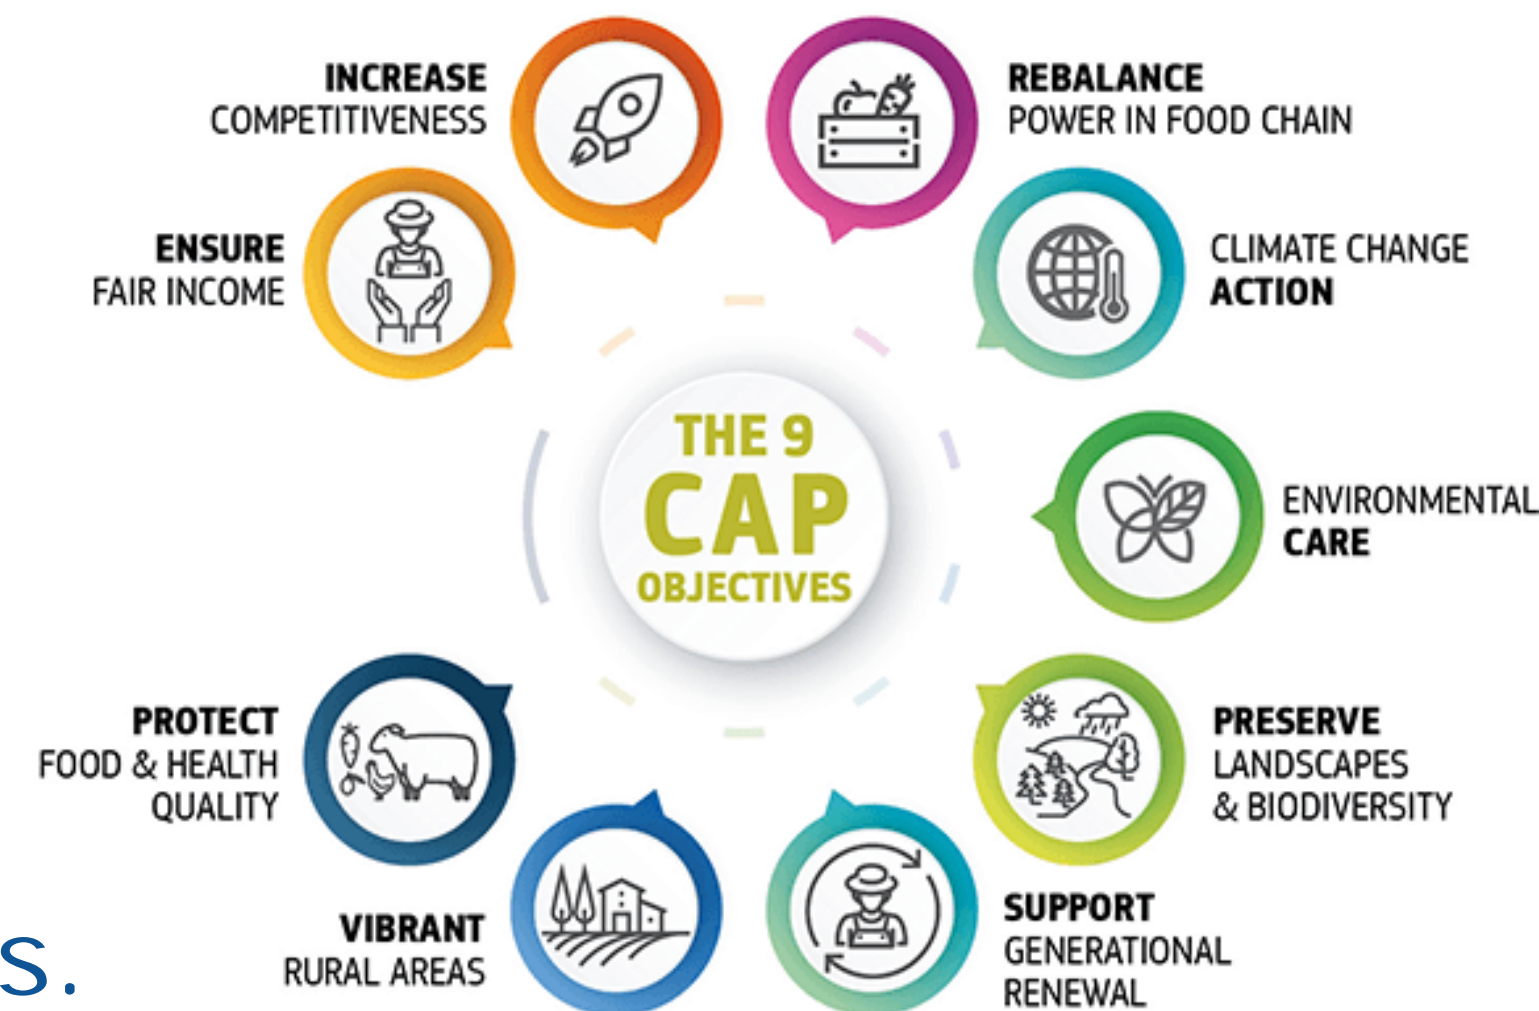 INCREASE
COMPETITIVENESS
REBALANCE
POWER IN FOOD CHAIN
ENSURE
FAIR INCOME
CLIMATE CHANGE
ACTION
THE 9
CAP
OBJECTIVES
ENVIRONMENTAL
CARE
PROTECT
FOOD & HEALTH
QUALITY
PRESERVE
LANDSCAPES
& BIODIVERSITY
VIBRANT
RURAL AREAS
SUPPORT
GENERATIONAL
RENEWAL
s.